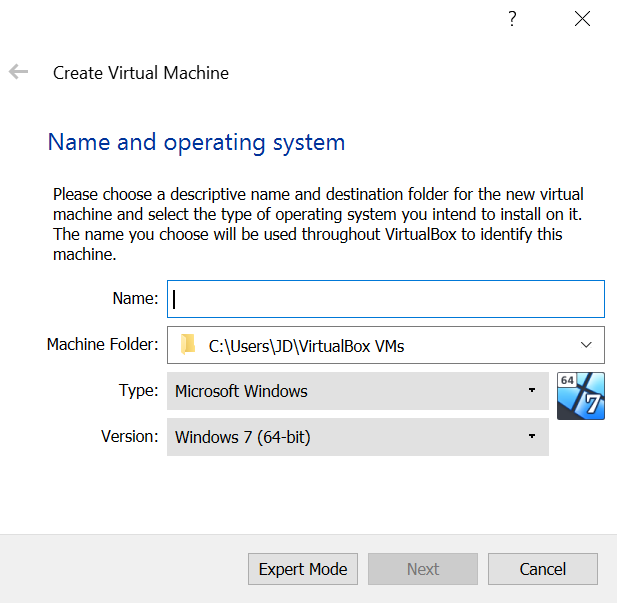 ?
Create Virtual Machine
Name and operating system
Please choose a descriptive name and destination folder for the new virtual
machine and select the type of operating system you intend to install on it.
The name you choose will be used throughout VirtualBox to identify this
machine.
Name:
Machine Folder: C:\Users\JD\VirtualBox VMs
Type: Microsoft Windows
64
7
Version: Windows 7 (64-bit)
Expert Mode Next Cancel